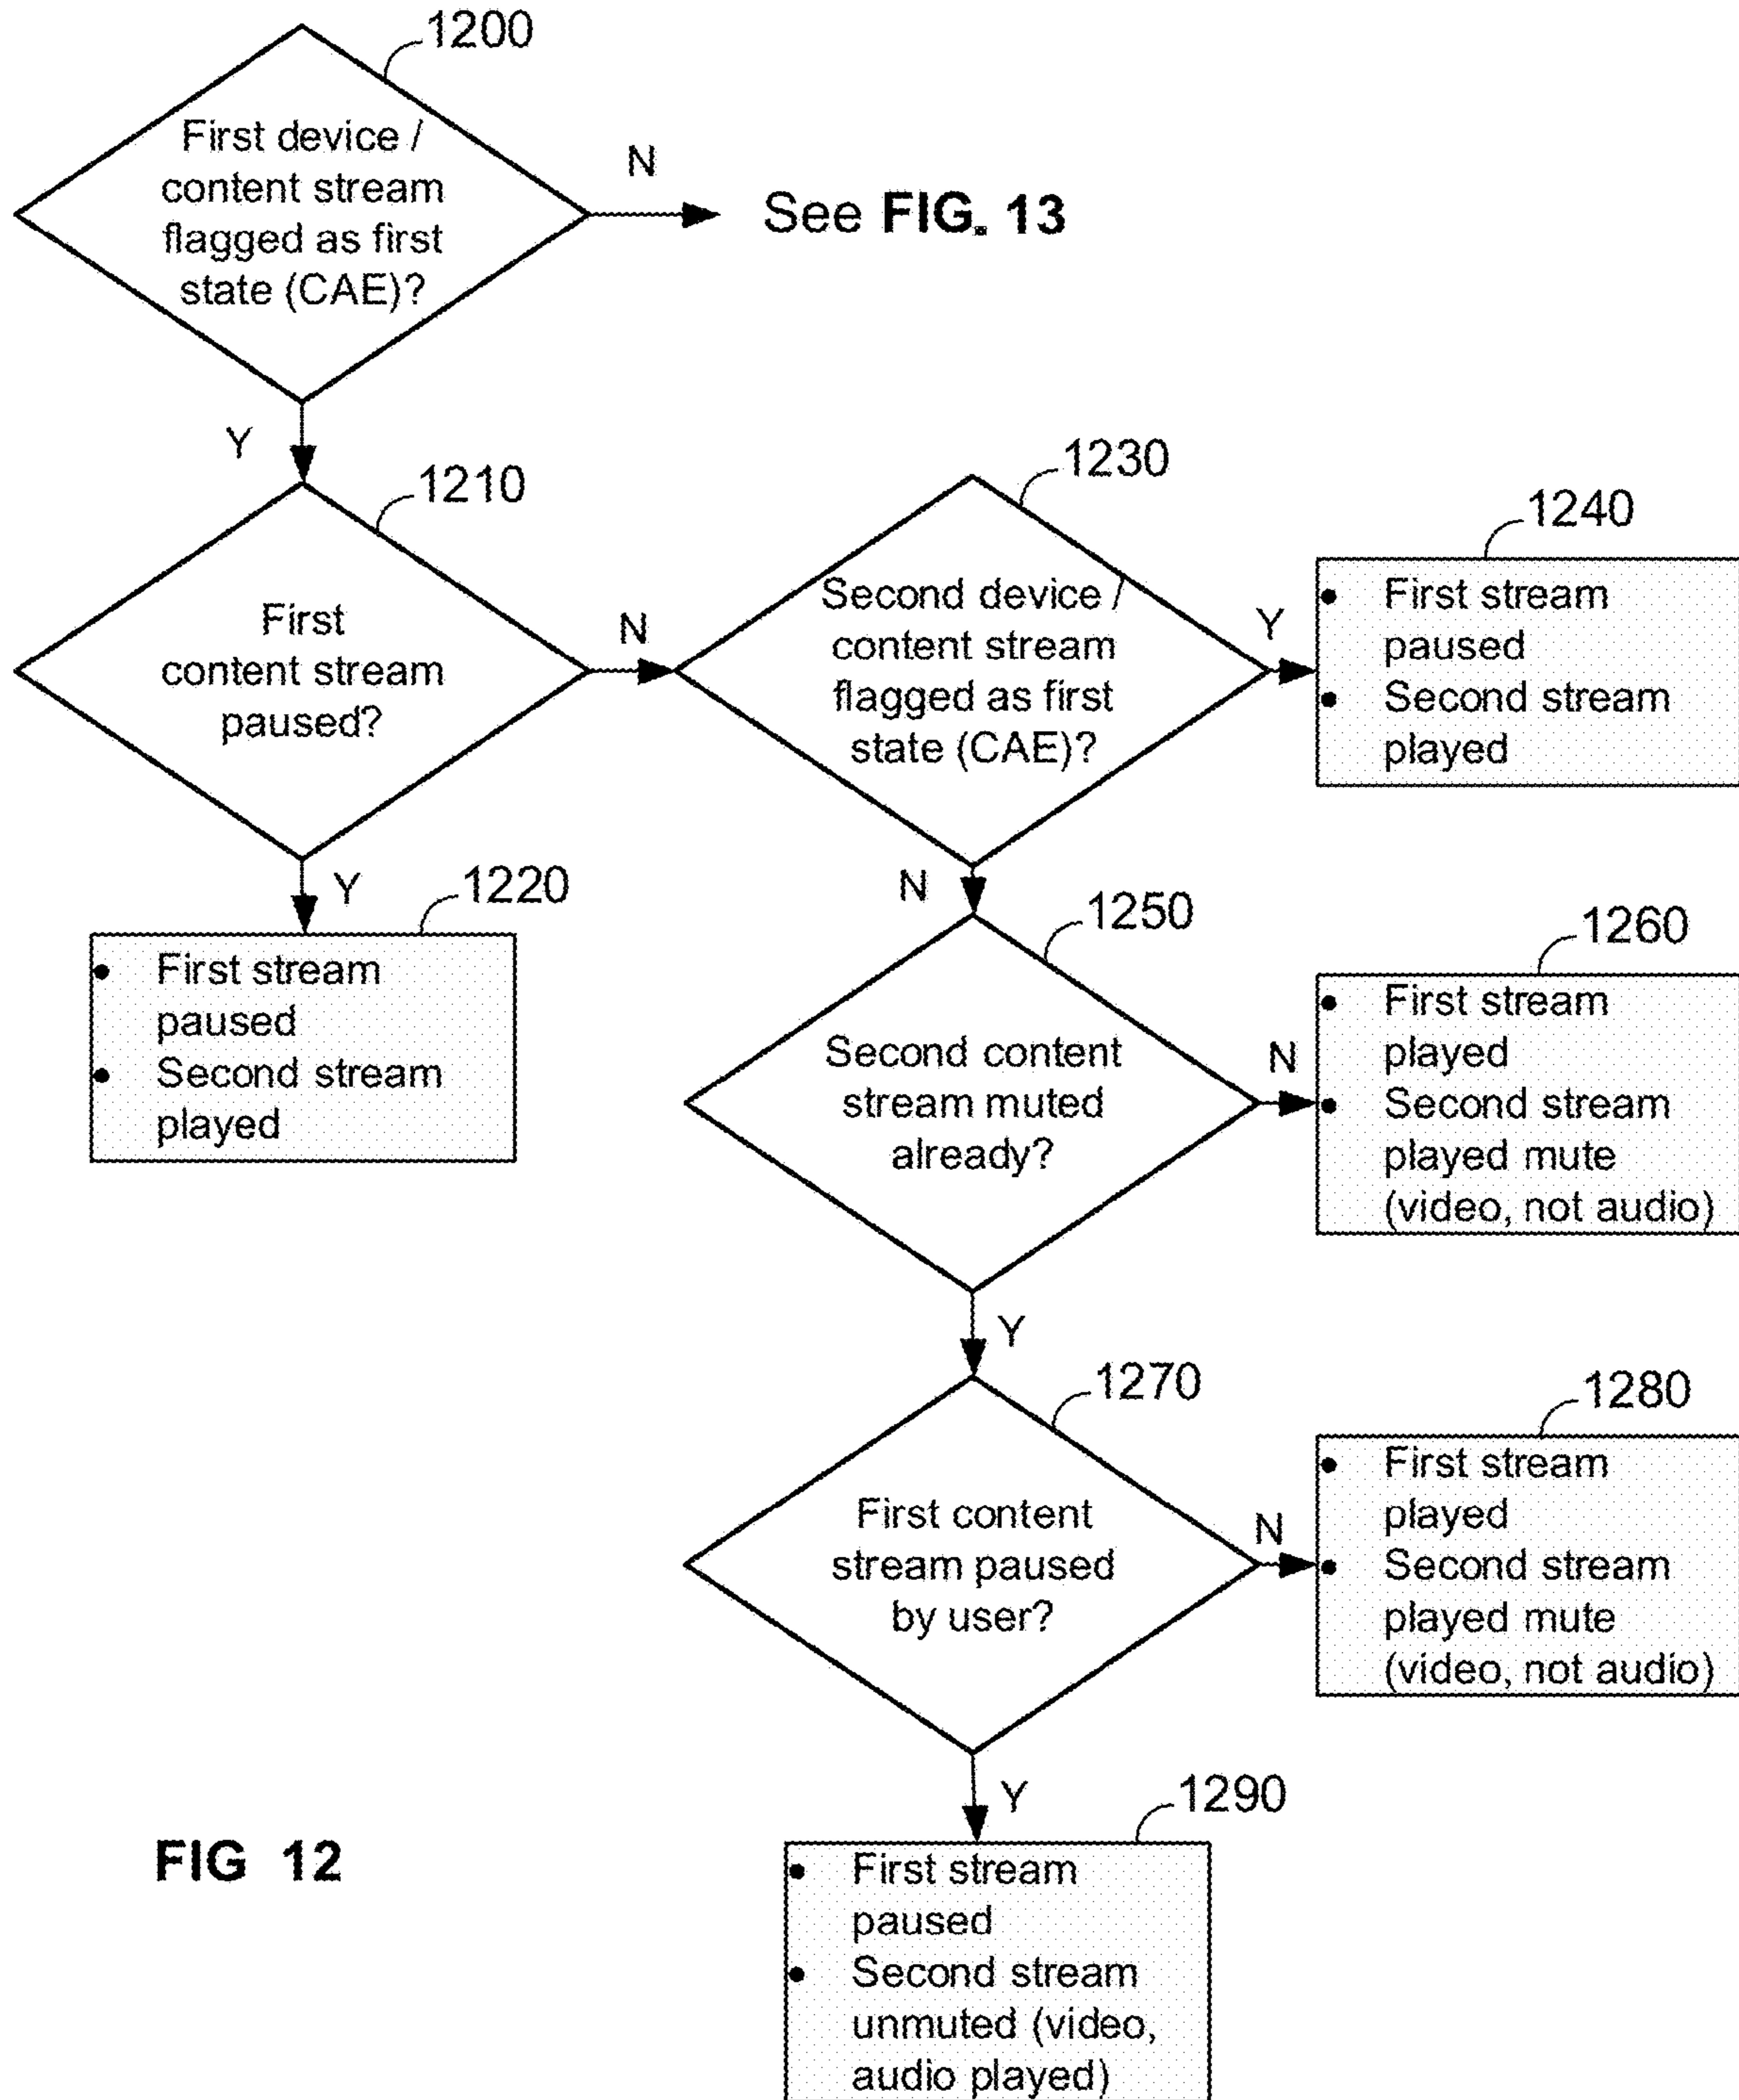 1200
First device /
content stream
flagged as first
state (CAE)?
N
See FIG. 13
Y
1210
First
content stream
paused?
N
1230
Second device /
content stream
flagged as first
state (CAE)?
Y
1240
• First stream
paused
• Second stream
played
Y
1220
• First stream
paused
• Second stream
played
N
1250
Second content
stream muted
already?
N
1260
• First stream
played
• Second stream
played mute
(video, not audio)
Y
1270
First content
stream paused
by user?
N
1280
• First stream
played
• Second stream
played mute
(video, not audio)
Y
1290
• First stream
paused
• Second stream
unmuted (video,
audio played)
FIG 12